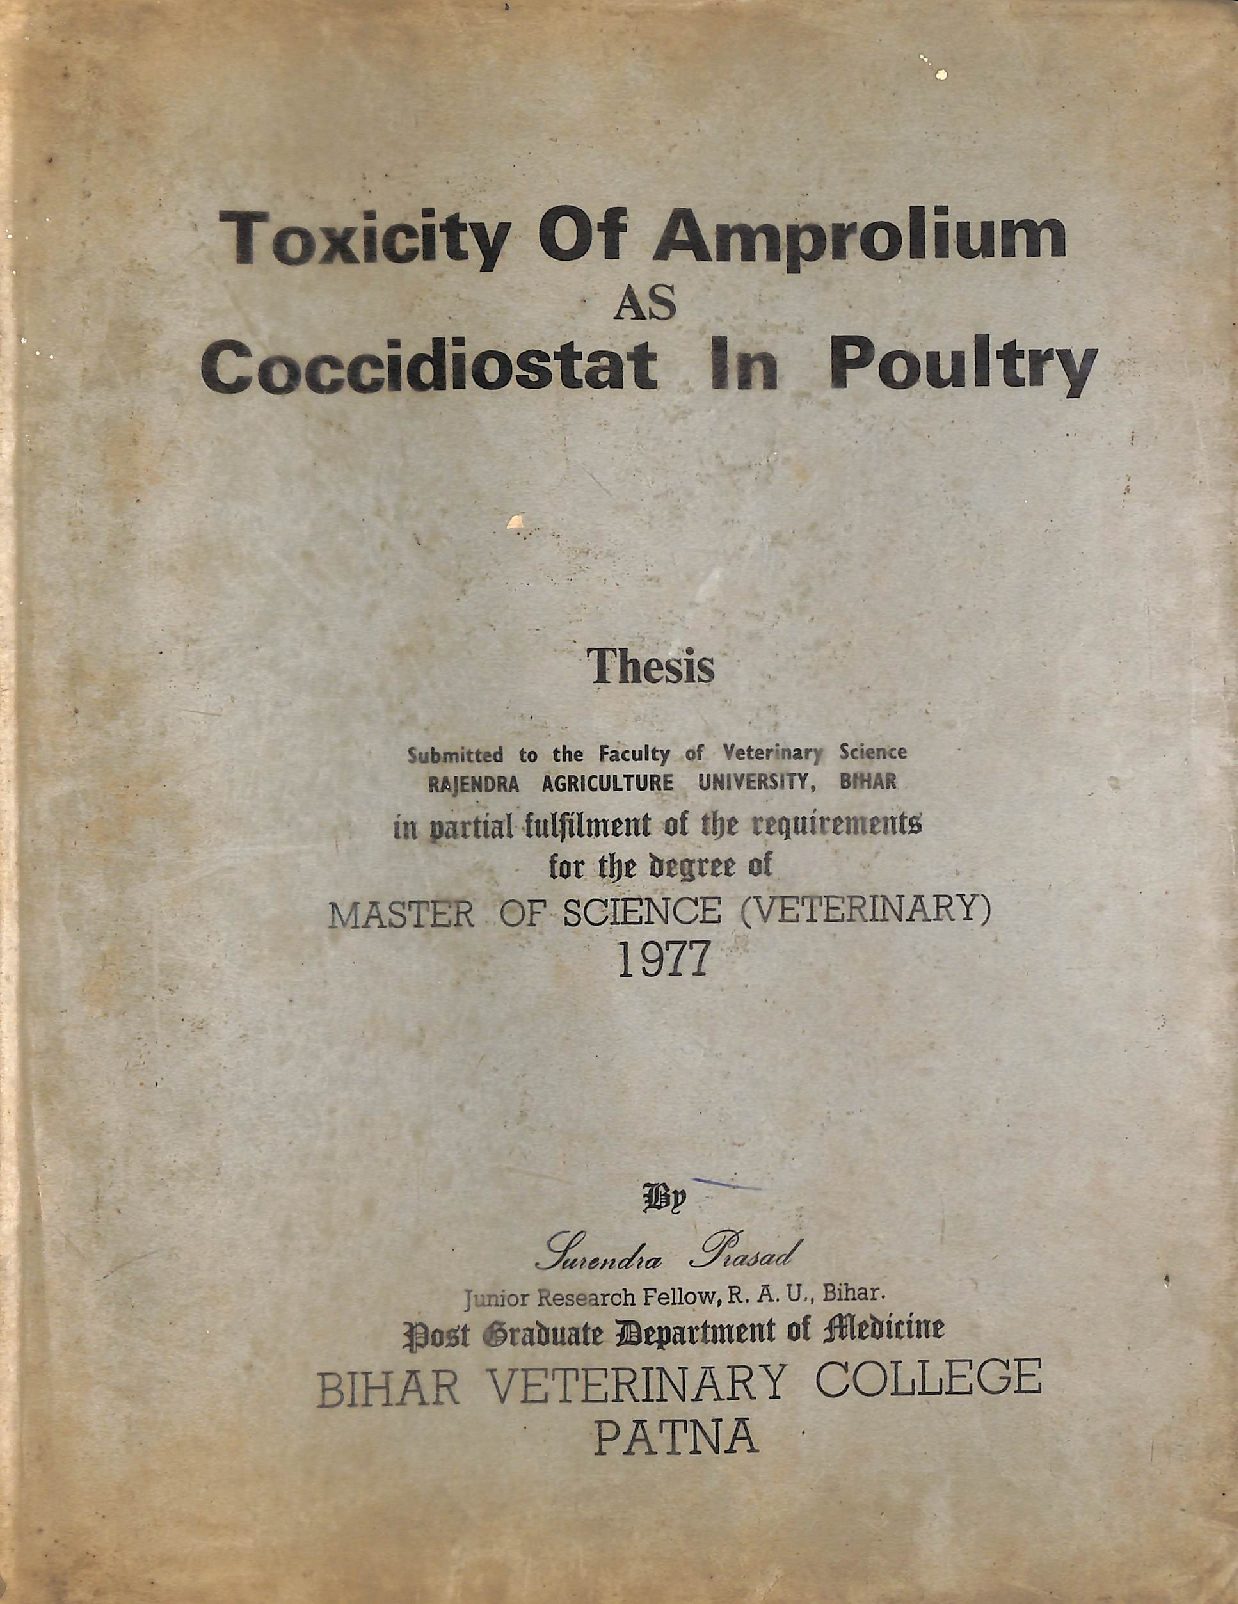 Toxicity Of Amprolium
AS
Coccidiostat In Poultry
Thesis
Submitted to the Faculty of Veterinary Science
RAJENDRA AGRICULTURE UNIVERSITY, BIHAR
in partial fulfilment of the requirements
for the degree of
MASTER OF SCIENCE (VETERINARY)
1977
By
Surendra Prasad
Junior Research Fellow, R. A. U., Bihar.
Post Graduate Department of Medicine
BIHAR VETERINARY COLLEGE
PATNA